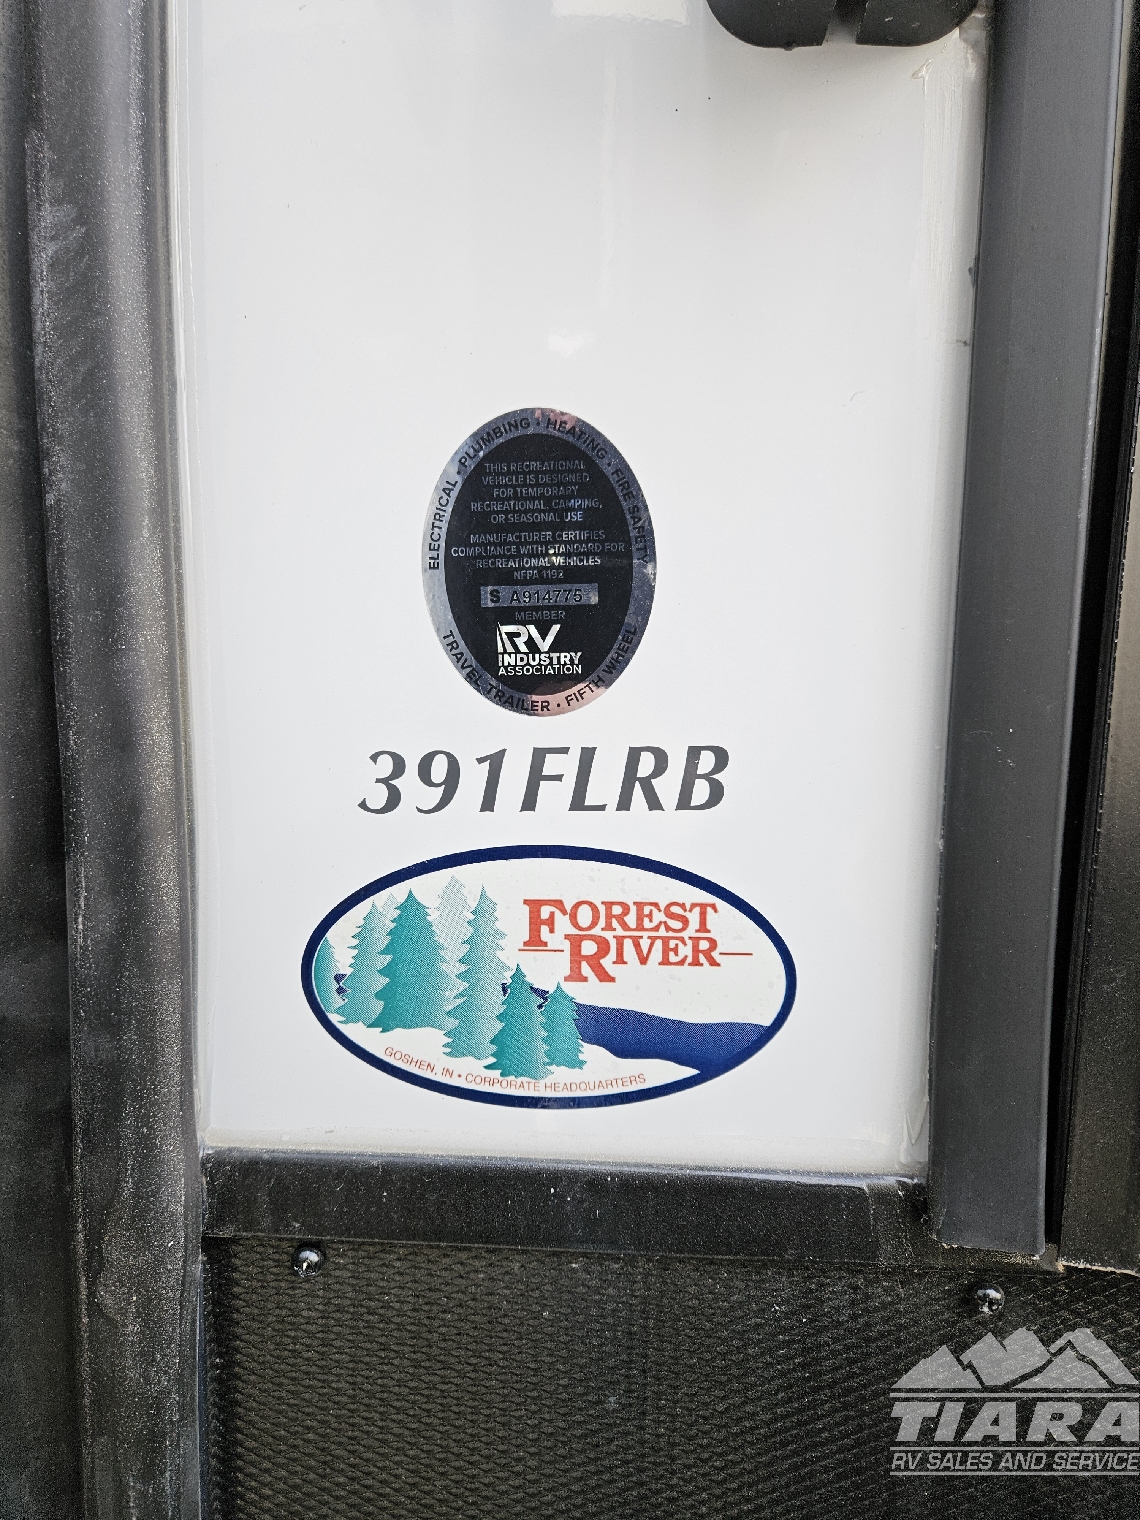 ELECTRICAL • PLUMBING • HEATING • FIRE SAFETY
THIS RECREATIONAL
VEHICLE IS DESIGNED
FOR TEMPORARY
RECREATIONAL, CAMPING,
OR SEASONAL USE
MANUFACTURER CERTIFIES
COMPLIANCE WITH STANDARD FOR
RECREATIONAL VEHICLES
NFPA 1192
S A914775
MEMBER
RV
INDUSTRY
ASSOCIATION
TRAVEL TRAILER • FIFTH WHEEL
391FLRB
FOREST
RIVER
GOSHEN, IN • CORPORATE HEADQUARTERS
TIARA
RV SALES AND SERVICE